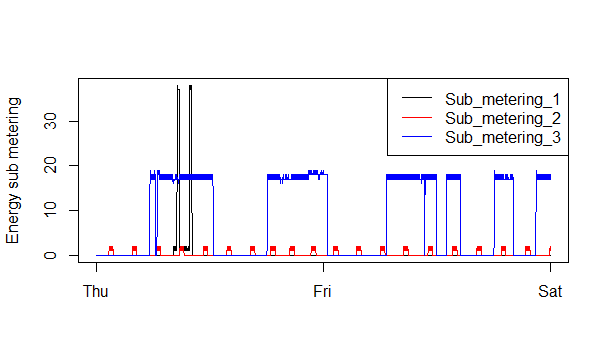 Energy sub metering
30
20
10
0
Sub_metering_1
Sub_metering_2
Sub_metering_3
Thu
Fri
Sat